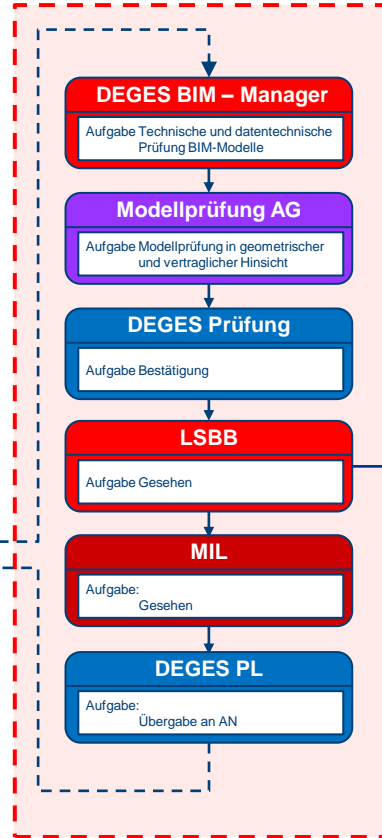 DEGES BIM – Manager
Aufgabe Technische und datentechnische
Prüfung BIM-Modelle
Modellprüfung AG
Aufgabe Modellprüfung in geometrischer
und vertraglicher Hinsicht
DEGES Prüfung
Aufgabe Bestätigung
LSBB
Aufgabe Gesehen
MIL
Aufgabe:
Gesehen
DEGES PL
Aufgabe:
Übergabe an AN